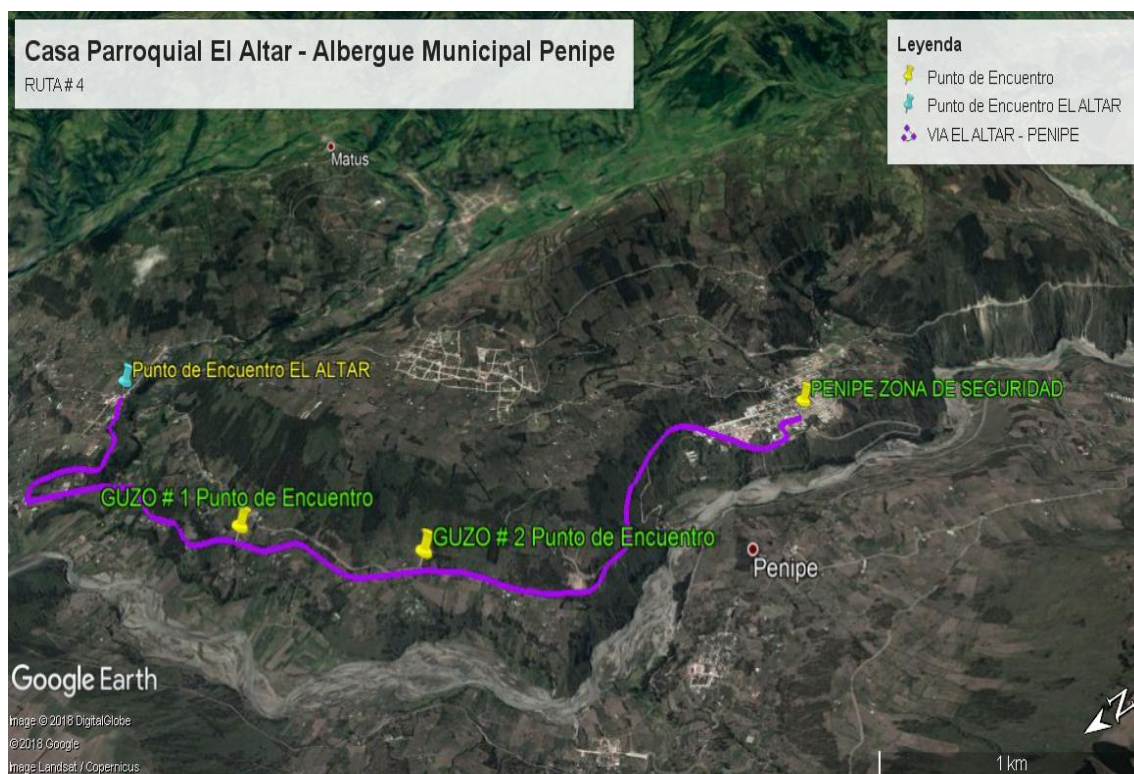 Casa Parroquial El Altar - Albergue Municipal Penipe
RUTA # 4
Leyenda
Punto de Encuentro
Punto de Encuentro EL ALTAR
VIA EL ALTAR - PENIPE
Matus
Punto de Encuentro EL ALTAR
PENIPE ZONA DE SEGURIDAD
GUZO # 1 Punto de Encuentro
GUZO # 2 Punto de Encuentro
Penipe
Google Earth
Image © 2018 DigitalGlobe
©2018 Google
Image Landsat / Copernicus
N
1 km